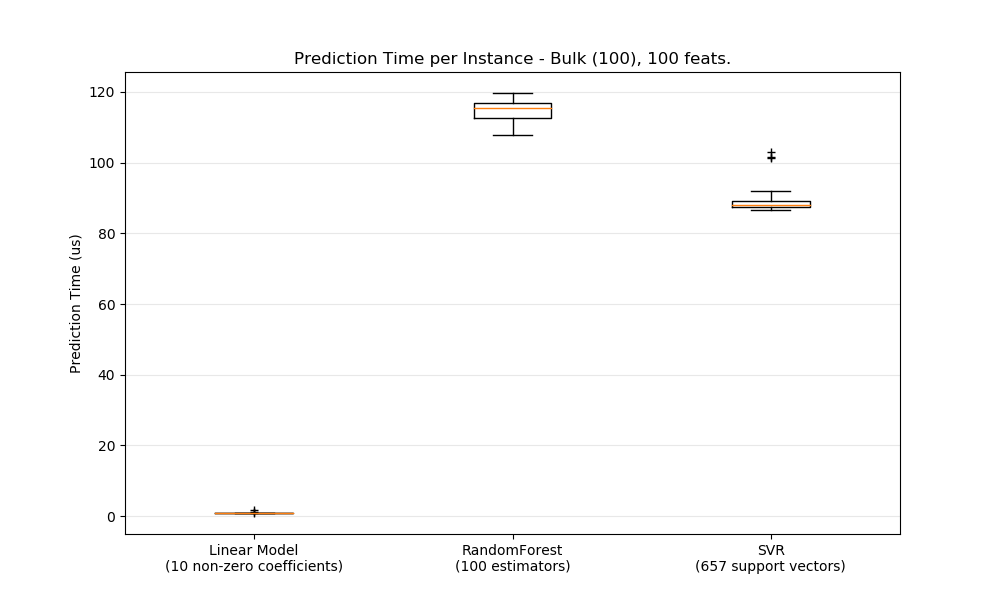 Prediction Time per Instance - Bulk (100), 100 feats.
Prediction Time (us)
120
100
80
60
40
20
0
Linear Model
(10 non-zero coefficients)
RandomForest
(100 estimators)
SVR
(657 support vectors)